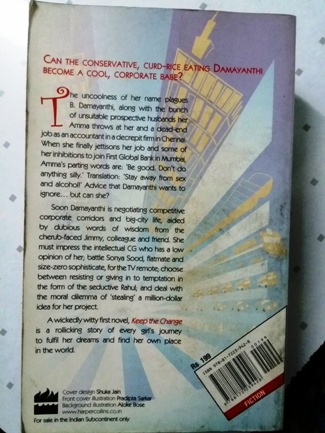 CAN THE CONSERVATIVE, CURD-RICE EATING DAMAYANTHI
BECOME A COOL, CORPORATE BABE?
The uncoolness of her name plagues
B. Damayanthi, along with the bunch
of unsuitable prospective husbands her
Amma throws at her and a dead-end
job as an accountant in a decrepit firm in Chennai.
When she finally jettisons her job and some of
her inhibitions to join First Global Bank in Mumbai,
Amma's parting words are: 'Be good. Don't do
anything silly.' Translation: 'Stay away from sex
and alcohol!' Advice that Damayanthi wants to
ignore... but can she?
Soon Damayanthi is negotiating competitive
corporate corridors and big-city life, aided
by dubious words of wisdom from the
cherub-faced Jimmy, colleague and friend. She
must impress the intellectual CG who has a low
opinion of her; battle Sonya Sood, flatmate and
size-zero sophisticate, for the TV remote; choose
between resisting or giving in to temptation in
the form of the seductive Rahul; and deal with
the moral dilemma of 'stealing' a million-dollar
idea for her project.
A wickedly witty first novel, Keep the Change
is a rollicking story of every girl's journey
to fulfil her dreams and find her own place
in the world.
Rs 199
FICTION
Cover design Shuka Jain
Front cover illustration Pradipta Sarkar
Background illustration Aloke Bose
www.harpercollins.co.in
For sale in the Indian Subcontinent only